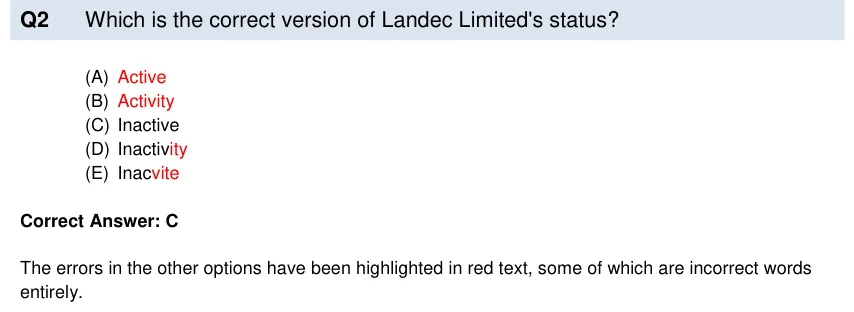 Q2 Which is the correct version of Landec Limited's status?
(A) Active
(B) Activity
(C) Inactive
(D) Inactivity
(E) Inacvite
Correct Answer: C
The errors in the other options have been highlighted in red text, some of which are incorrect words
entirely.